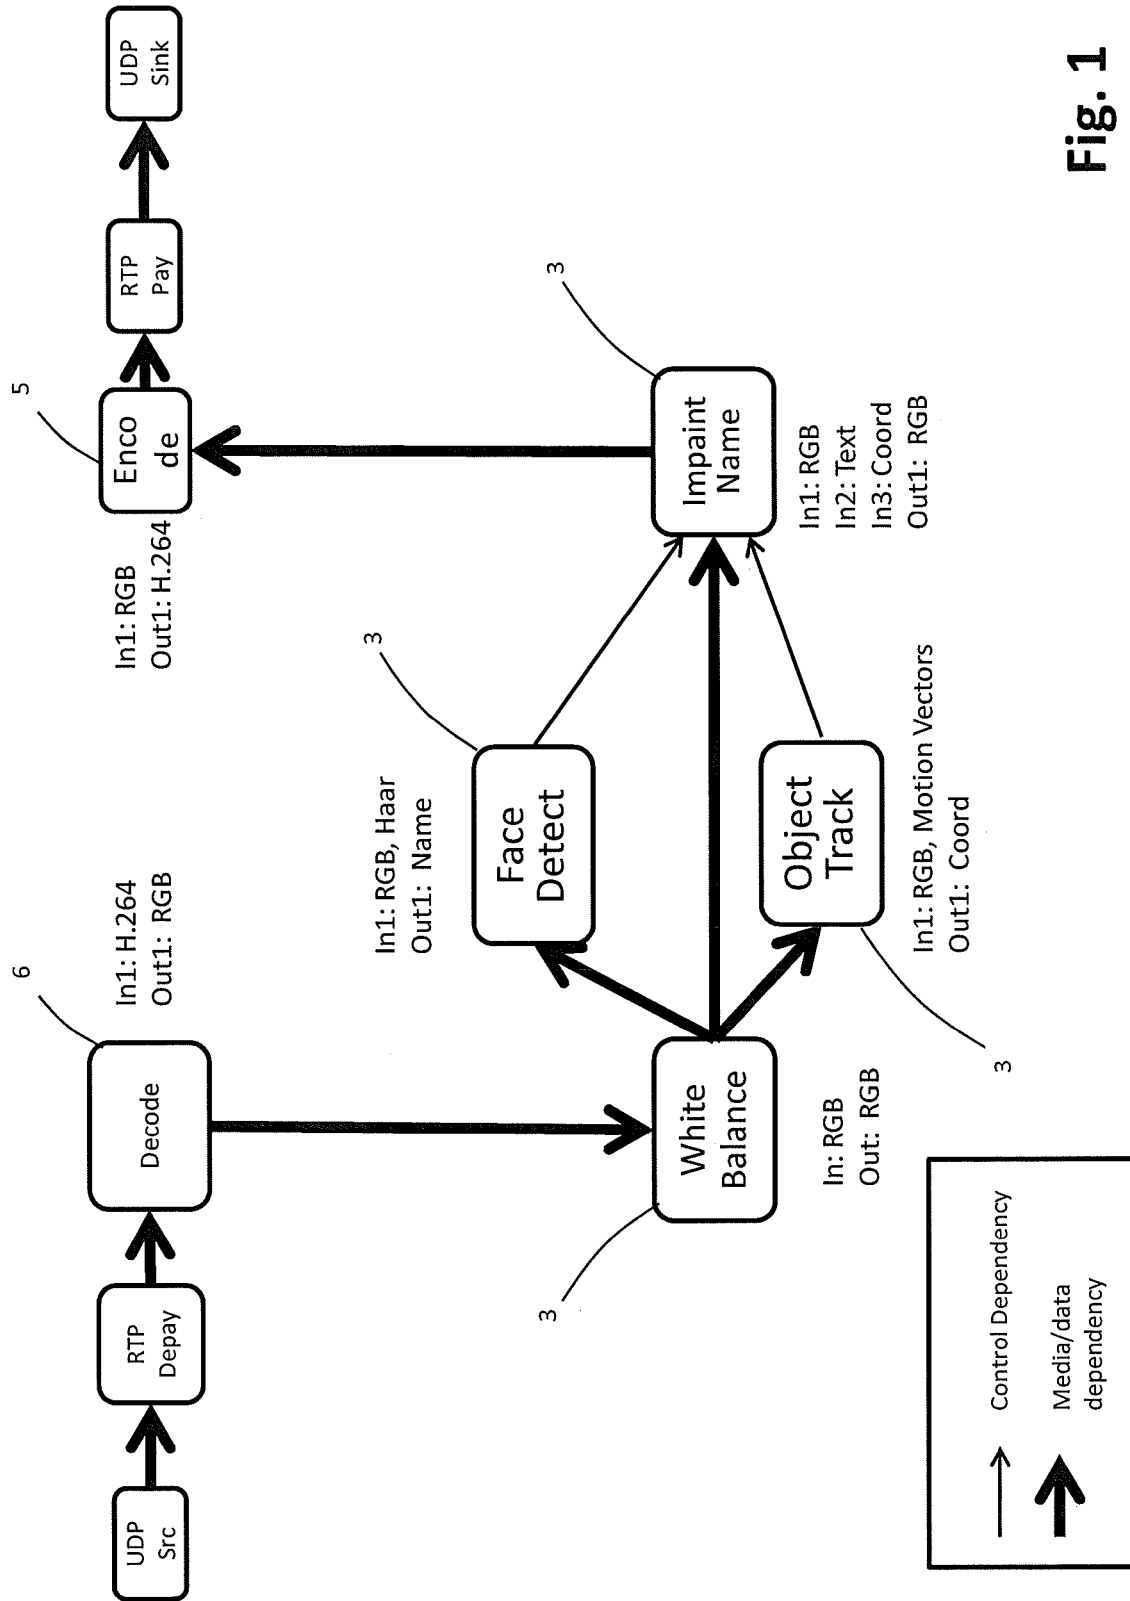 UDP
Src
RTP
Depay
Decode
6
In1: H.264
Out1: RGB
In1: RGB
Out1: H.264
Enco
de
5
RTP
Pay
UDP
Sink
In1: RGB, Haar
Out1: Name
Face
Detect
3
White
Balance
3
In: RGB
Out: RGB
Object
Track
3
In1: RGB, Motion Vectors
Out1: Coord
Impaint
Name
3
In1: RGB
In2: Text
In3: Coord
Out1: RGB
Control Dependency
Media/data
dependency
Fig. 1